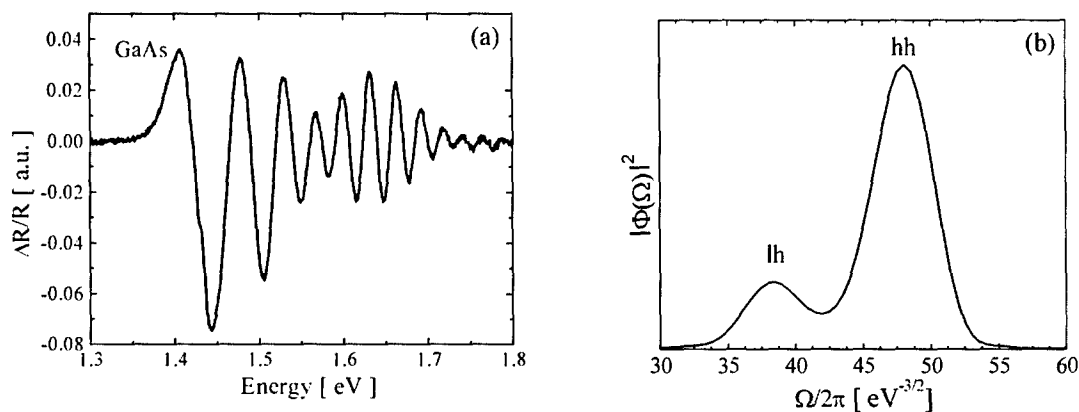 (a)
GaAs
ΔR/R [ a.u. ]
0.04
0.02
0.00
-0.02
-0.04
-0.06
-0.08
1.3 1.4 1.5 1.6 1.7 1.8
Energy [ eV ]
(b)
hh
lh
|Φ(Ω)|²
30 35 40 45 50 55 60
Ω/2π [ eV⁻³/² ]